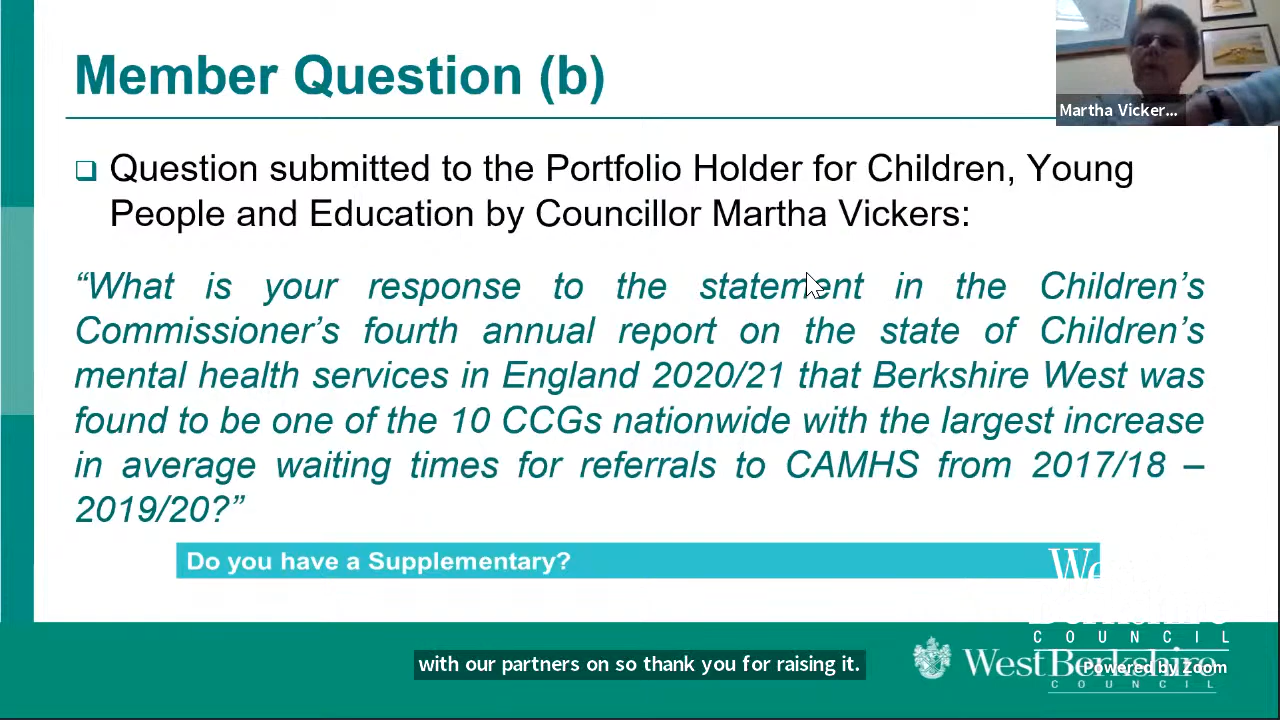 Member Question (b)
Martha Vicker...
Question submitted to the Portfolio Holder for Children, Young
People and Education by Councillor Martha Vickers:
“What is your response to the statement in the Children’s
Commissioner’s fourth annual report on the state of Children’s
mental health services in England 2020/21 that Berkshire West was
found to be one of the 10 CCGs nationwide with the largest increase
in average waiting times for referrals to CAMHS from 2017/18 –
2019/20?”
Do you have a Supplementary?
COUNCIL
with our partners on so thank you for raising it.
West Berkshire
Powered by Zoom
COUNCIL